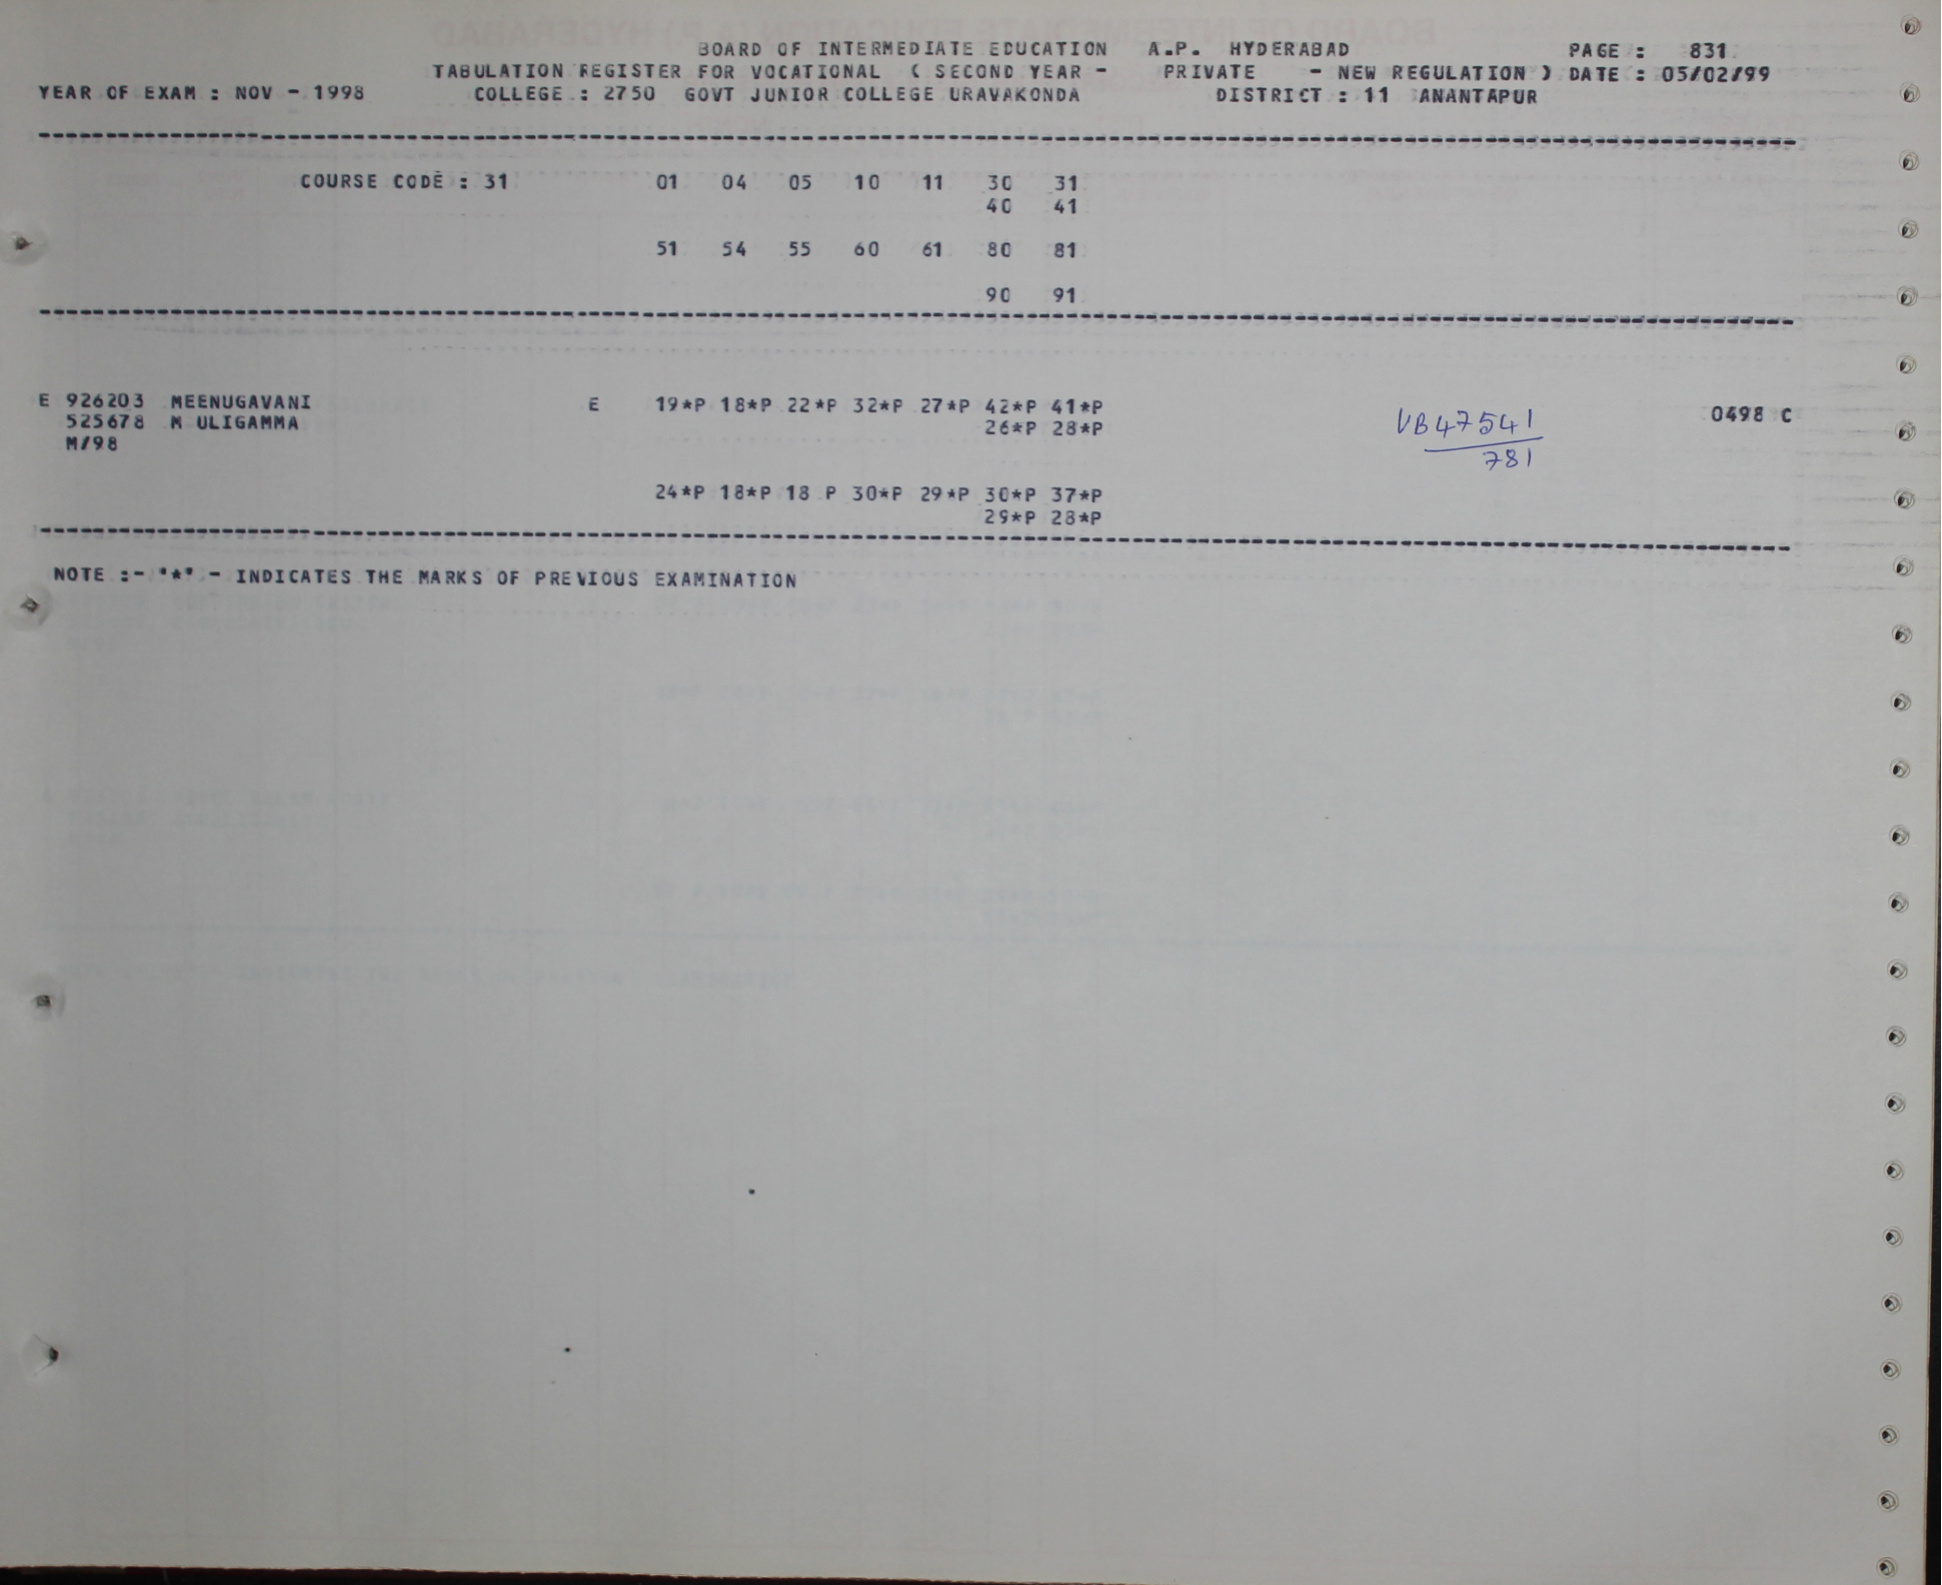 BOARD OF INTERMEDIATE EDUCATION A.P. HYDERABAD PAGE : 831
TABULATION REGISTER FOR VOCATIONAL ( SECOND YEAR - PRIVATE - NEW REGULATION ) DATE : 05/02/99
YEAR OF EXAM : NOV - 1998 COLLEGE : 2750 GOVT JUNIOR COLLEGE URAVAKONDA DISTRICT : 11 ANANTAPUR
COURSE CODE : 31 01 04 05 10 11 30 31
40 41
51 54 55 60 61 80 81
90 91
E 926203 MEENUGAVANI E 19*P 18*P 22*P 32*P 27*P 42*P 41*P 0498 C
525678 M ULIGAMMA 26*P 28*P VB47541
M/98 781
24*P 18*P 18 P 30*P 29*P 30*P 37*P
29*P 28*P
NOTE :- "*" - INDICATES THE MARKS OF PREVIOUS EXAMINATION